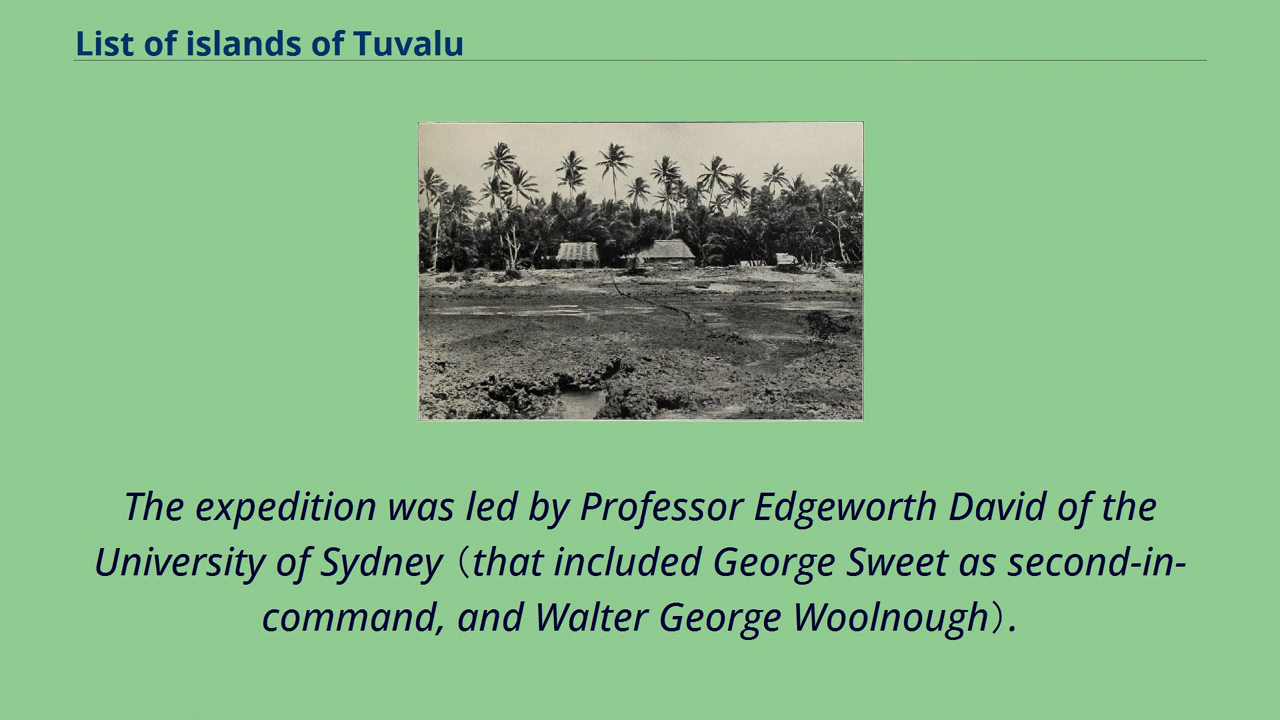 List of islands of Tuvalu
The expedition was led by Professor Edgeworth David of the
University of Sydney (that included George Sweet as second-in-
command, and Walter George Woolnough).